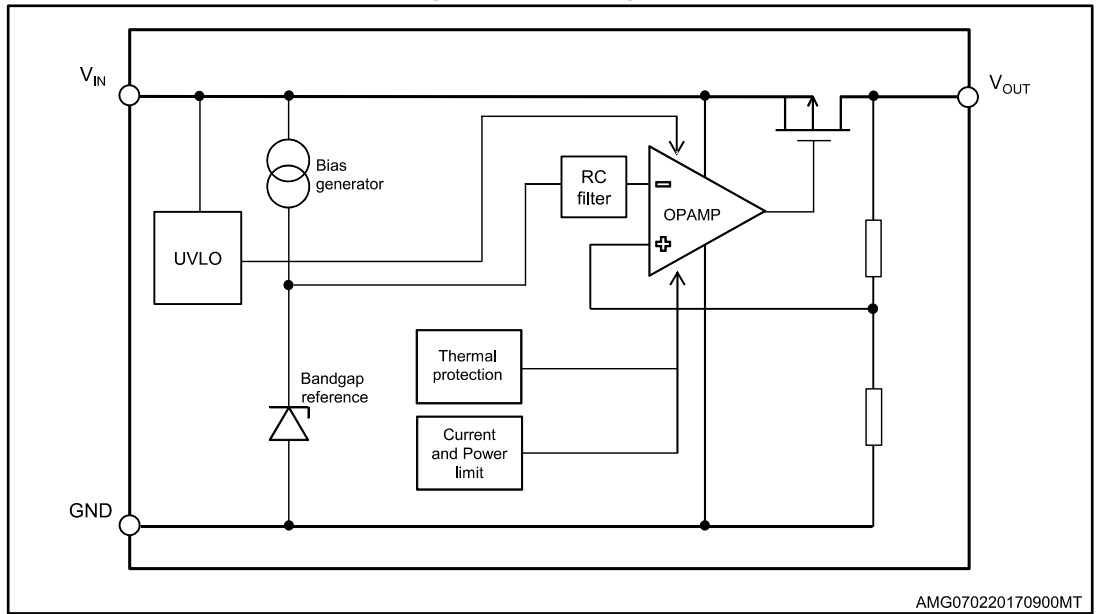 VIN
VOUT
Bias
generator
RC
filter
OPAMP
UVLO
Thermal
protection
Bandgap
reference
Current
and Power
limit
GND
AMG070220170900MT